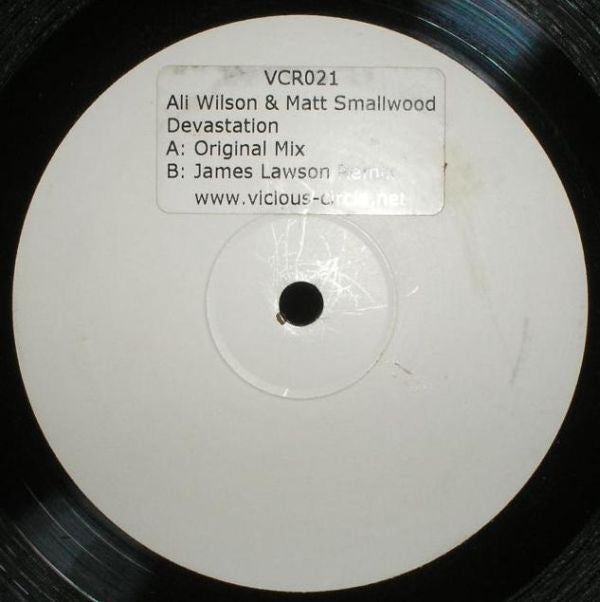 VCR021
Ali Wilson & Matt Smallwood
Devastation
A: Original Mix
B: James Lawson Remix
www.vicious-circle.net